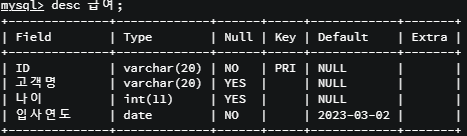 mysql> desc 급여;
+----------+-------------+------+-----+------------+-------+
| Field | Type | Null | Key | Default | Extra |
+----------+-------------+------+-----+------------+-------+
| ID | varchar(20) | NO | PRI | NULL | |
| 고객명 | varchar(20) | YES | | NULL | |
| 나이 | int(11) | YES | | NULL | |
| 입사연도 | date | NO | | 2023-03-02 | |
+----------+-------------+------+-----+------------+-------+